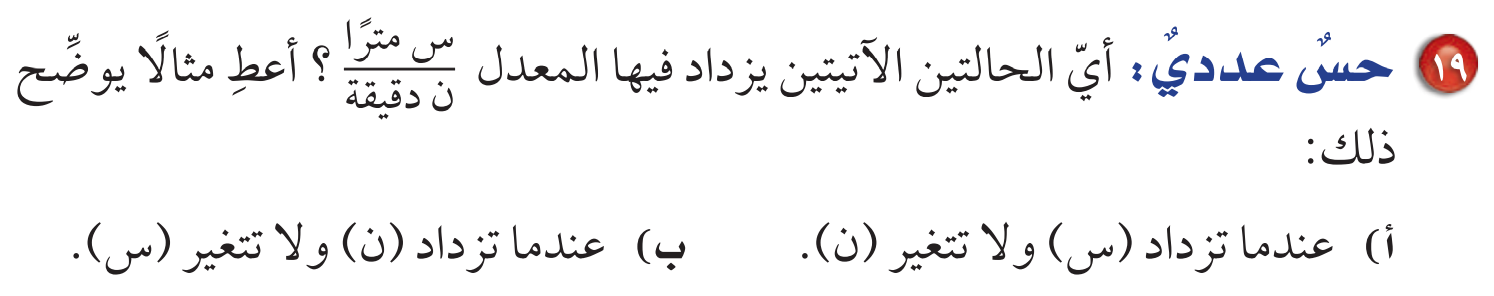 ١٩ حسٌ عدديٌ: أيّ الحالتين الآتيتين يزداد فيها المعدل س مترًا / ن دقيقة ؟ أعطِ مثالًا يوضِّح
ذلك:
أ) عندما تزداد (س) ولا تتغير (ن). ب) عندما تزداد (ن) ولا تتغير (س).